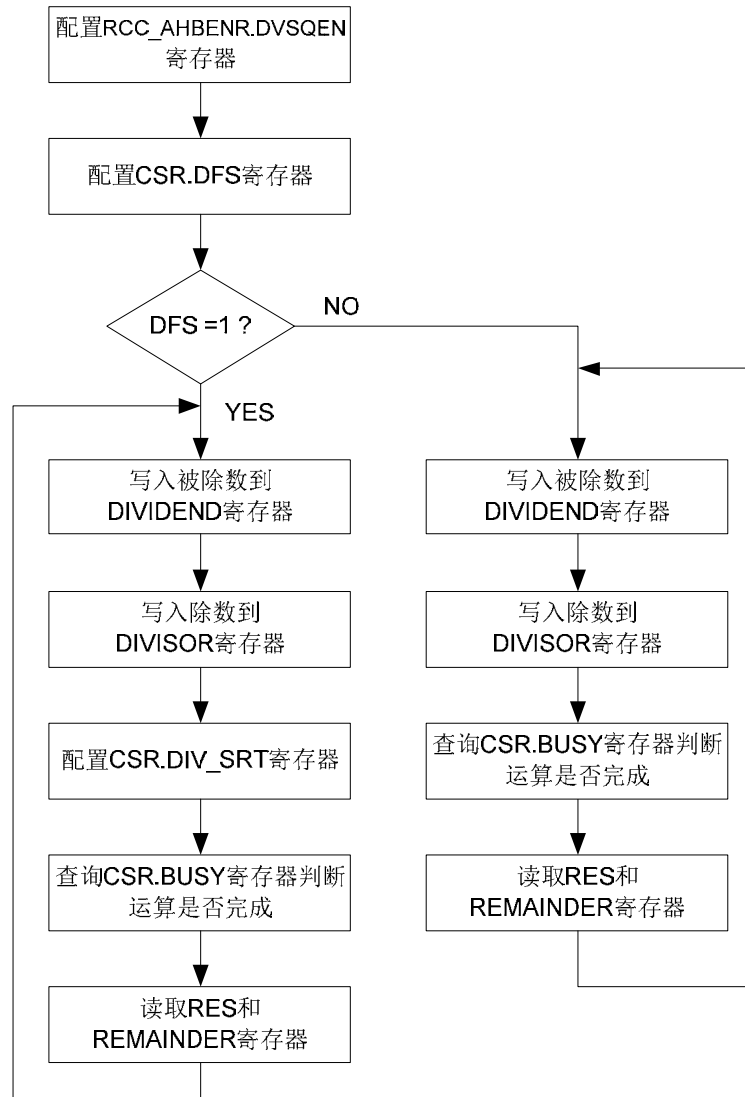 配置RCC_AHBENR.DVSQEN
寄存器
配置CSR.DFS寄存器
DFS =1 ?
NO
YES
写入被除数到
DIVIDEND寄存器
写入除数到
DIVISOR寄存器
配置CSR.DIV_SRT寄存器
查询CSR.BUSY寄存器判断
运算是否完成
读取RES和
REMAINDER寄存器
写入被除数到
DIVIDEND寄存器
写入除数到
DIVISOR寄存器
查询CSR.BUSY寄存器判断
运算是否完成
读取RES和
REMAINDER寄存器